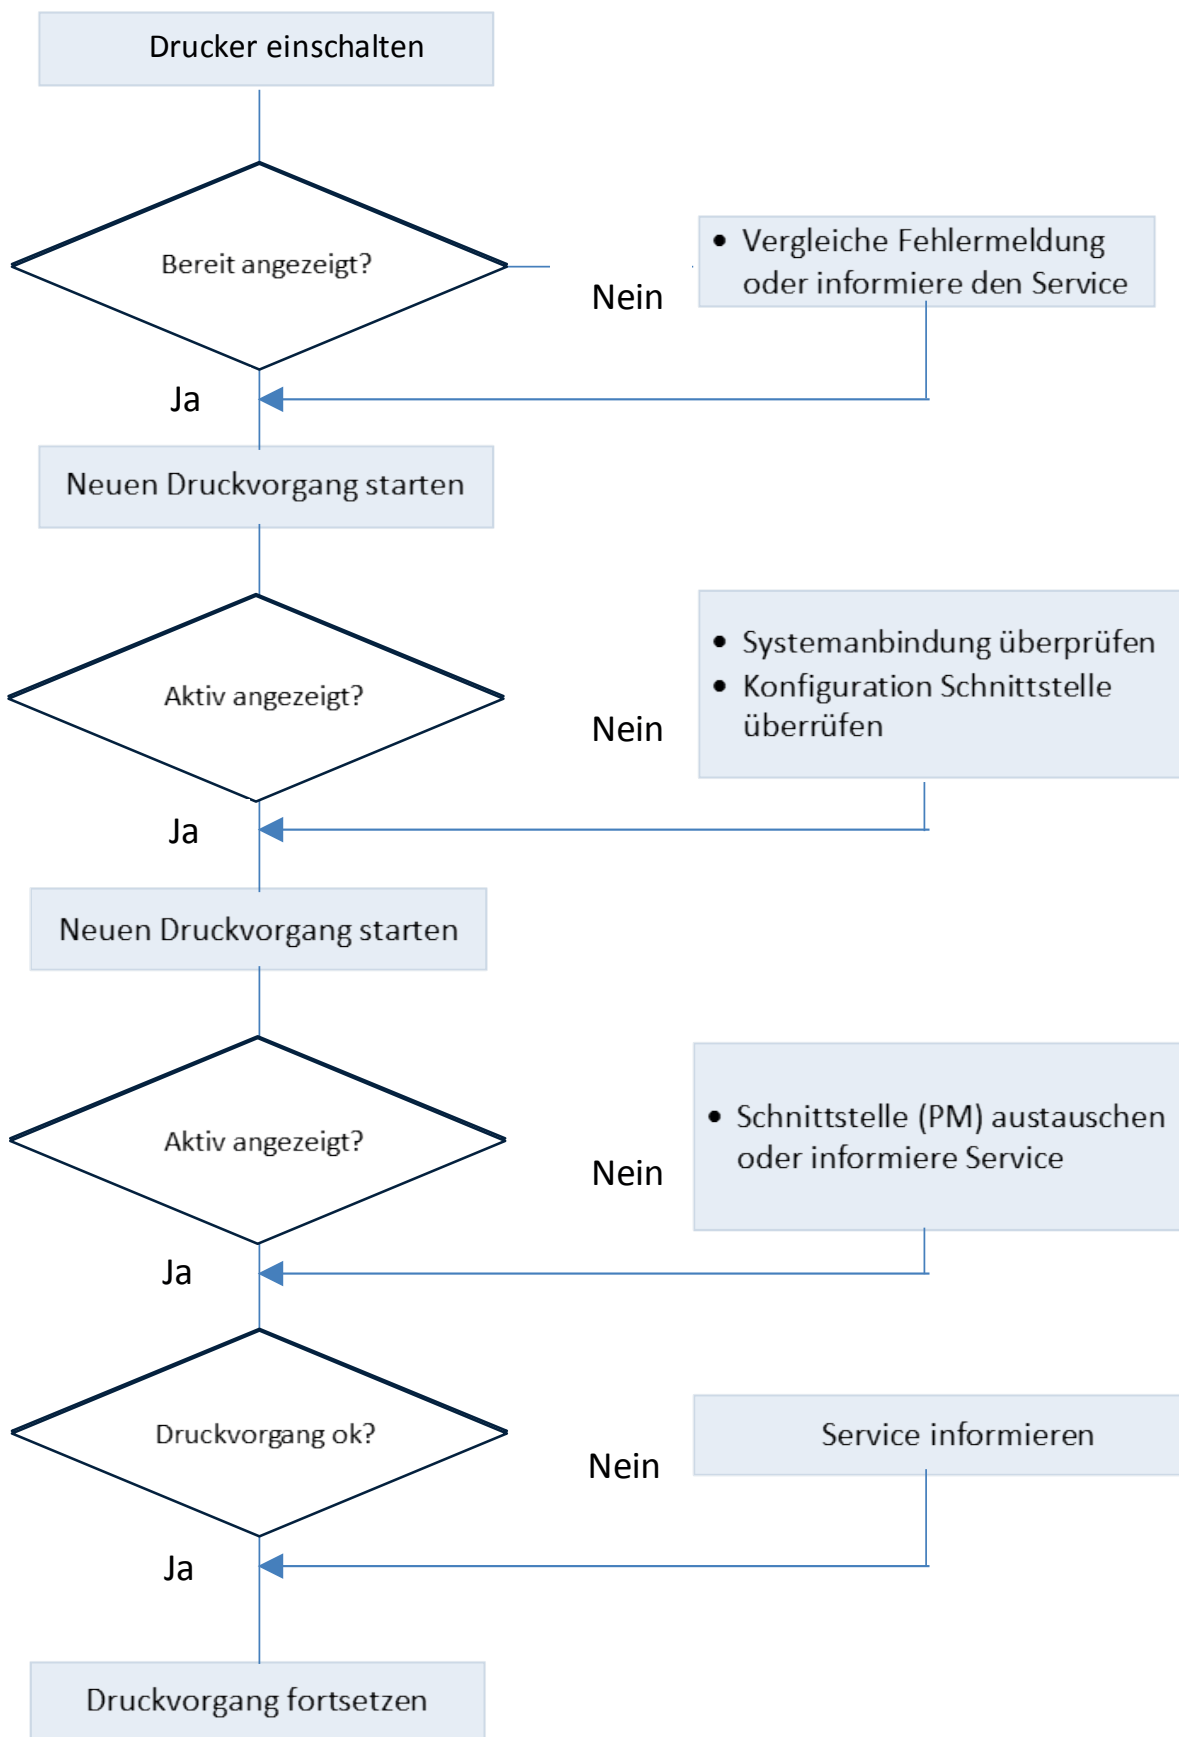 Drucker einschalten
Bereit angezeigt?
Nein
• Vergleiche Fehlermeldung
oder informiere den Service
Ja
Neuen Druckvorgang starten
Aktiv angezeigt?
Nein
• Systemanbindung überprüfen
• Konfiguration Schnittstelle
überrüfen
Ja
Neuen Druckvorgang starten
Aktiv angezeigt?
Nein
• Schnittstelle (PM) austauschen
oder informiere Service
Ja
Druckvorgang ok?
Nein
Service informieren
Ja
Druckvorgang fortsetzen